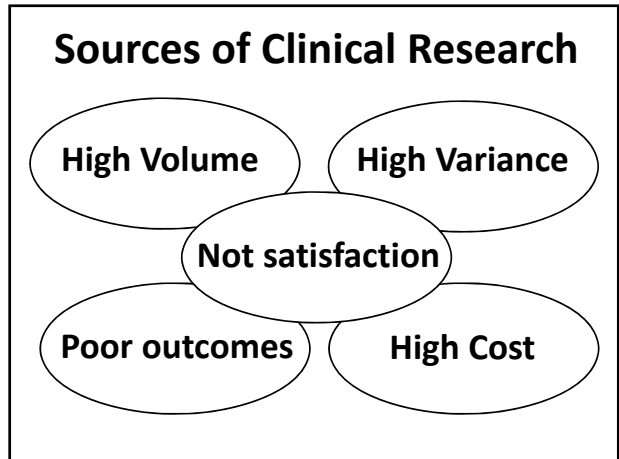 Sources of Clinical Research
High Volume
High Variance
Not satisfaction
Poor outcomes
High Cost